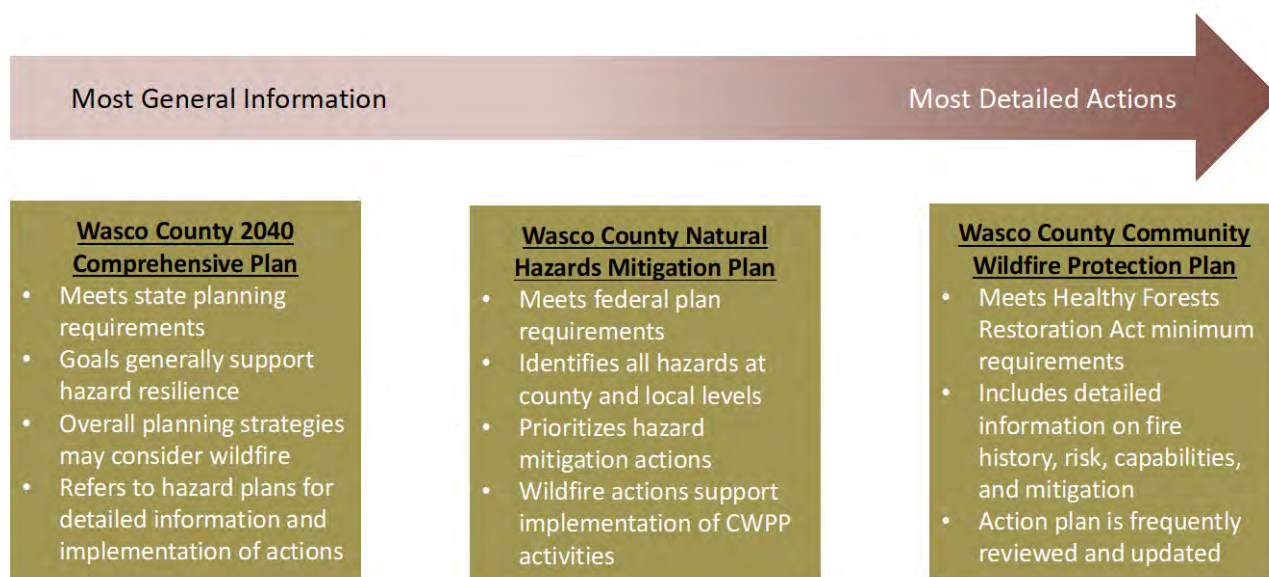 Most General Information
Most Detailed Actions
Wasco County 2040
Comprehensive Plan
• Meets state planning
requirements
• Goals generally support
hazard resilience
• Overall planning strategies
may consider wildfire
• Refers to hazard plans for
detailed information and
implementation of actions
Wasco County Natural
Hazards Mitigation Plan
• Meets federal plan
requirements
• Identifies all hazards at
county and local levels
• Prioritizes hazard
mitigation actions
• Wildfire actions support
implementation of CWPP
activities
Wasco County Community
Wildfire Protection Plan
• Meets Healthy Forests
Restoration Act minimum
requirements
• Includes detailed
information on fire
history, risk, capabilities,
and mitigation
• Action plan is frequently
reviewed and updated